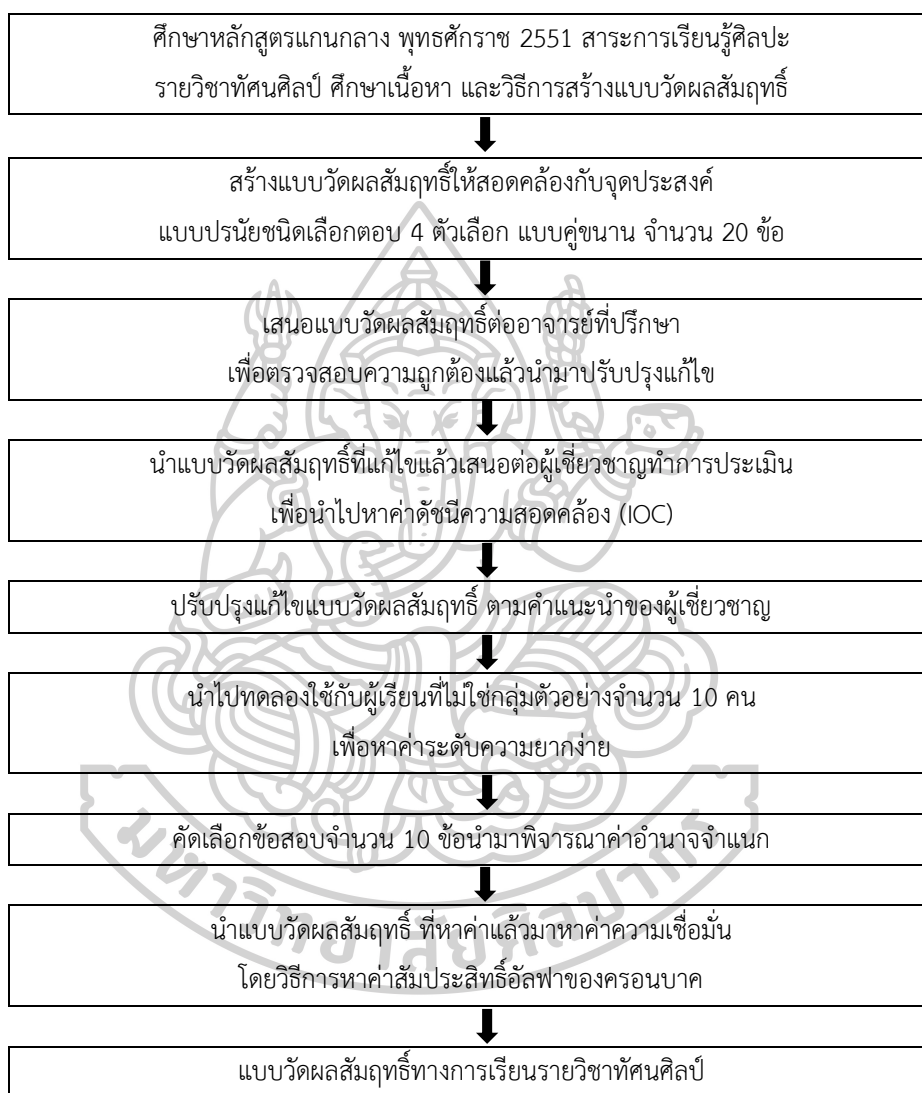 ศึกษาหลักสูตรแกนกลาง พุทธศักราช 2551 สาระการเรียนรู้ศิลปะ
รายวิชาทัศนศิลป์ ศึกษาเนื้อหา และวิธีการสร้างแบบวัดผลสัมฤทธิ์
สร้างแบบวัดผลสัมฤทธิ์ให้สอดคล้องกับจุดประสงค์
แบบปรนัยชนิดเลือกตอบ 4 ตัวเลือก แบบคู่ขนาน จำนวน 20 ข้อ
เสนอแบบวัดผลสัมฤทธิ์ต่ออาจารย์ที่ปรึกษา
เพื่อตรวจสอบความถูกต้องแล้วนำมาปรับปรุงแก้ไข
นำแบบวัดผลสัมฤทธิ์ที่แก้ไขแล้วเสนอต่อผู้เชี่ยวชาญทำการประเมิน
เพื่อนำไปหาค่าดัชนีความสอดคล้อง (IOC)
ปรับปรุงแก้ไขแบบวัดผลสัมฤทธิ์ ตามคำแนะนำของผู้เชี่ยวชาญ
นำไปทดลองใช้กับผู้เรียนที่ไม่ใช่กลุ่มตัวอย่างจำนวน 10 คน
เพื่อหาค่าระดับความยากง่าย
คัดเลือกข้อสอบจำนวน 10 ข้อนำมาพิจารณาค่าอำนาจจำแนก
นำแบบวัดผลสัมฤทธิ์ ที่หาค่าแล้วมาหาค่าความเชื่อมั่น
โดยวิธีการหาค่าสัมประสิทธิ์อัลฟาของครอนบาค
แบบวัดผลสัมฤทธิ์ทางการเรียนรายวิชาทัศนศิลป์
มหาวิทยาลัยศิลปากร